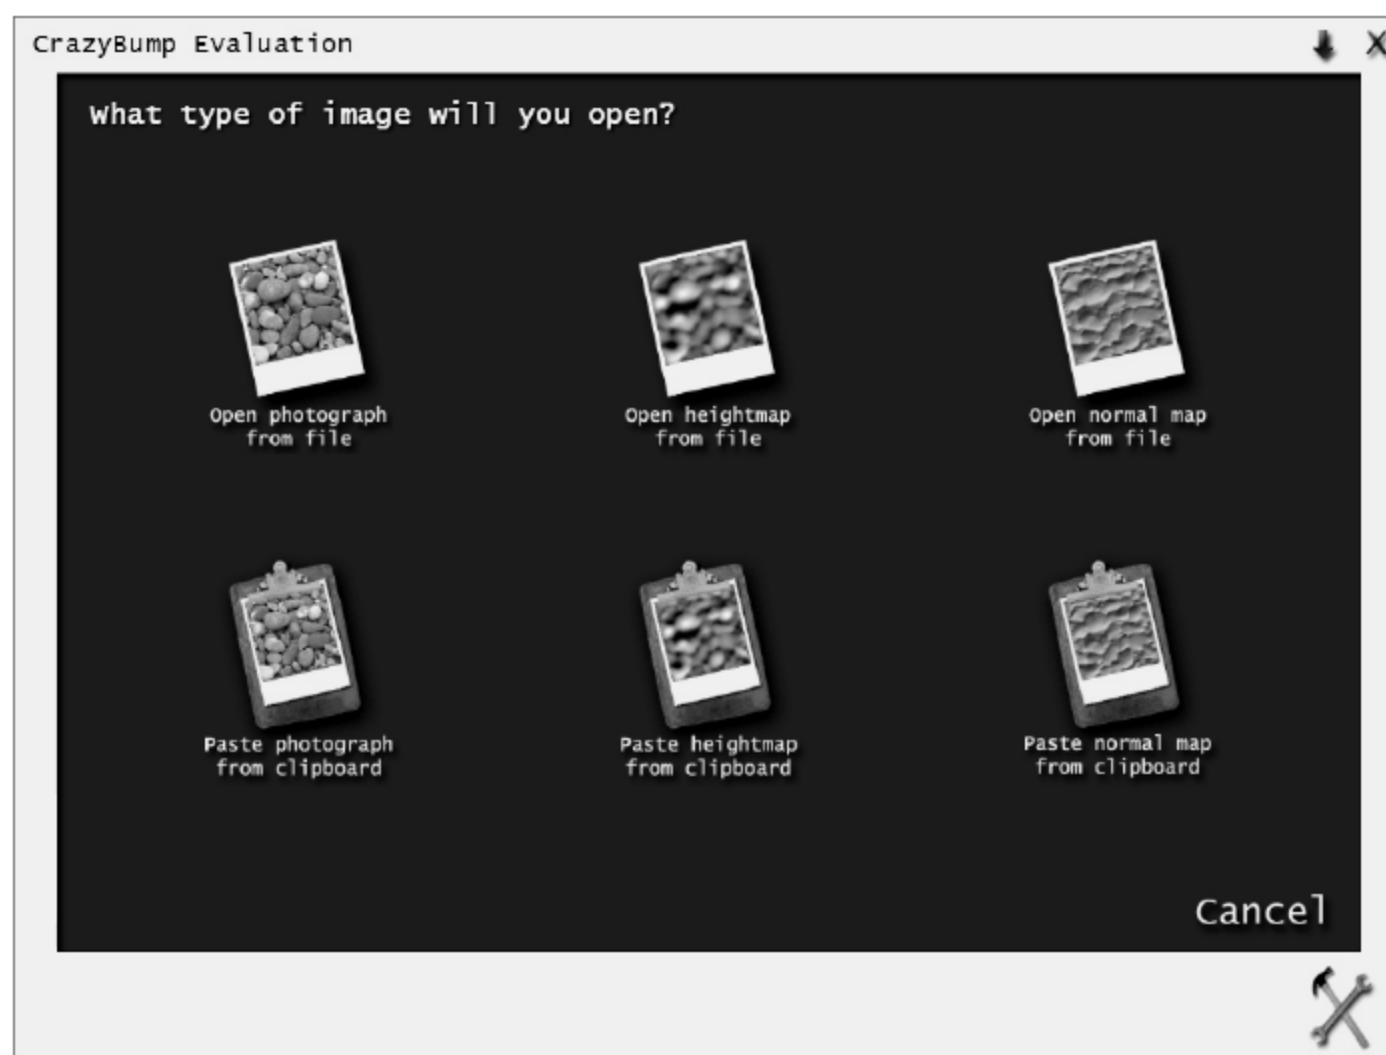 CrazyBump Evaluation
X
What type of image will you open?
Open photograph
from file
Open heightmap
from file
Open normal map
from file
Paste photograph
from clipboard
Paste heightmap
from clipboard
Paste normal map
from clipboard
Cancel